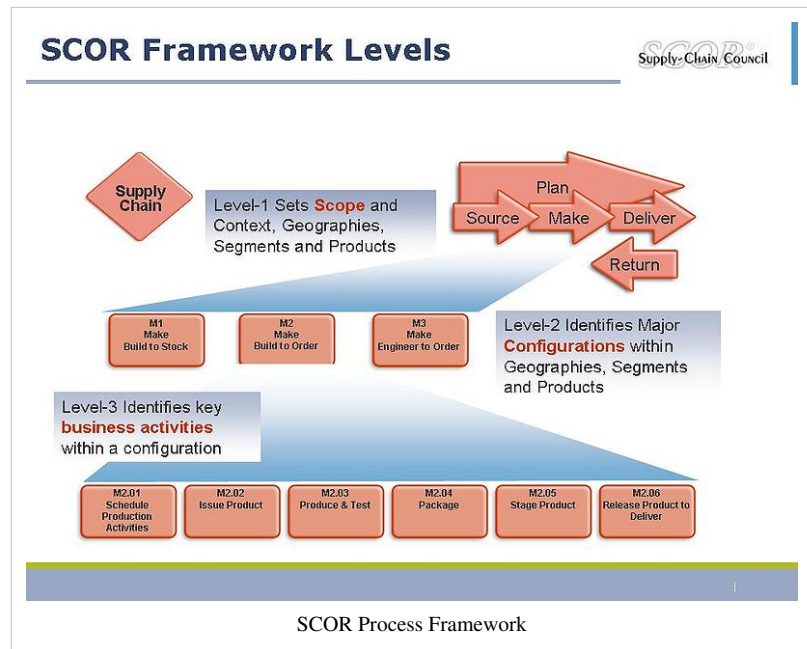 SCOR Framework Levels
SCOR®
Supply-Chain Council
Supply
Chain
Level-1 Sets Scope and
Context, Geographies,
Segments and Products
Plan
Source
Make
Deliver
Return
M1
Make
Build to Stock
M2
Make
Build to Order
M3
Make
Engineer to Order
Level-2 Identifies Major
Configurations within
Geographies, Segments
and Products
Level-3 Identifies key
business activities
within a configuration
M2.01
Schedule
Production
Activities
M2.02
Issue Product
M2.03
Produce & Test
M2.04
Package
M2.05
Stage Product
M2.06
Release Product to
Deliver
SCOR Process Framework